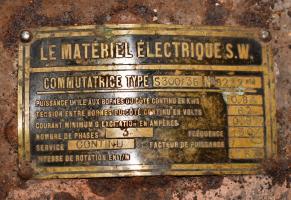 LE MATÉRIEL ÉLECTRIQUE S.W.
COMMUTATRICE TYPE
PUISSANCE UTILE AUX BORNES DU CÔTÉ CONTINU EN KWS
TENSION ENTRE BORNES DU CÔTÉ CONTINU EN VOLTS
COURANT MINIMUM D'EXCITATION EN AMPÈRES
NOMBRE DE PHASES 3 FRÉQUENCE
SERVICE CONTINU FACTEUR DE PUISSANCE
VITESSE DE ROTATION EN T/N